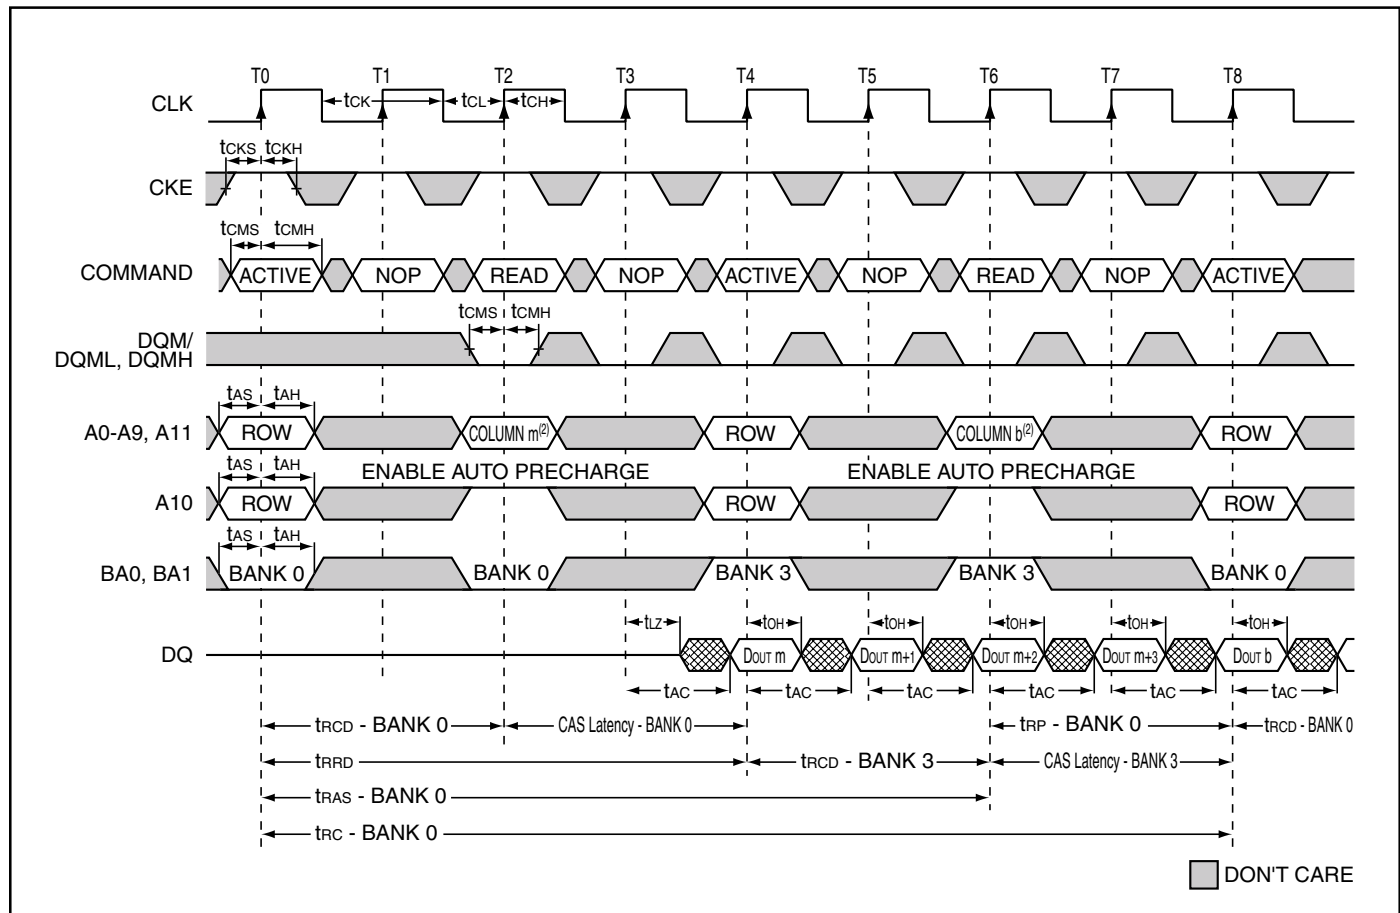 T0 T1 T2 T3 T4 T5 T6 T7 T8
CLK tCK tCL tCH
tCKS tCKH
CKE
tCMS tCMH
COMMAND ACTIVE NOP READ NOP ACTIVE NOP READ NOP ACTIVE
tCMS tCMH
DQM/
DQML, DQMH
tAS tAH
A0-A9, A11 ROW COLUMN m(2) ROW COLUMN b(2) ROW
tAS tAH ENABLE AUTO PRECHARGE ENABLE AUTO PRECHARGE
A10 ROW ROW ROW
tAS tAH
BA0, BA1 BANK 0 BANK 0 BANK 3 BANK 3 BANK 0
tLZ tOH tOH tOH tOH tOH
DQ DOUT m DOUT m+1 DOUT m+2 DOUT m+3 DOUT b
tAC tAC tAC tAC tAC tAC
tRCD - BANK 0 CAS Latency - BANK 0 tRP - BANK 0 tRCD - BANK 0
tRRD tRCD - BANK 3 CAS Latency - BANK 3
tRAS - BANK 0
tRC - BANK 0
DON'T CARE